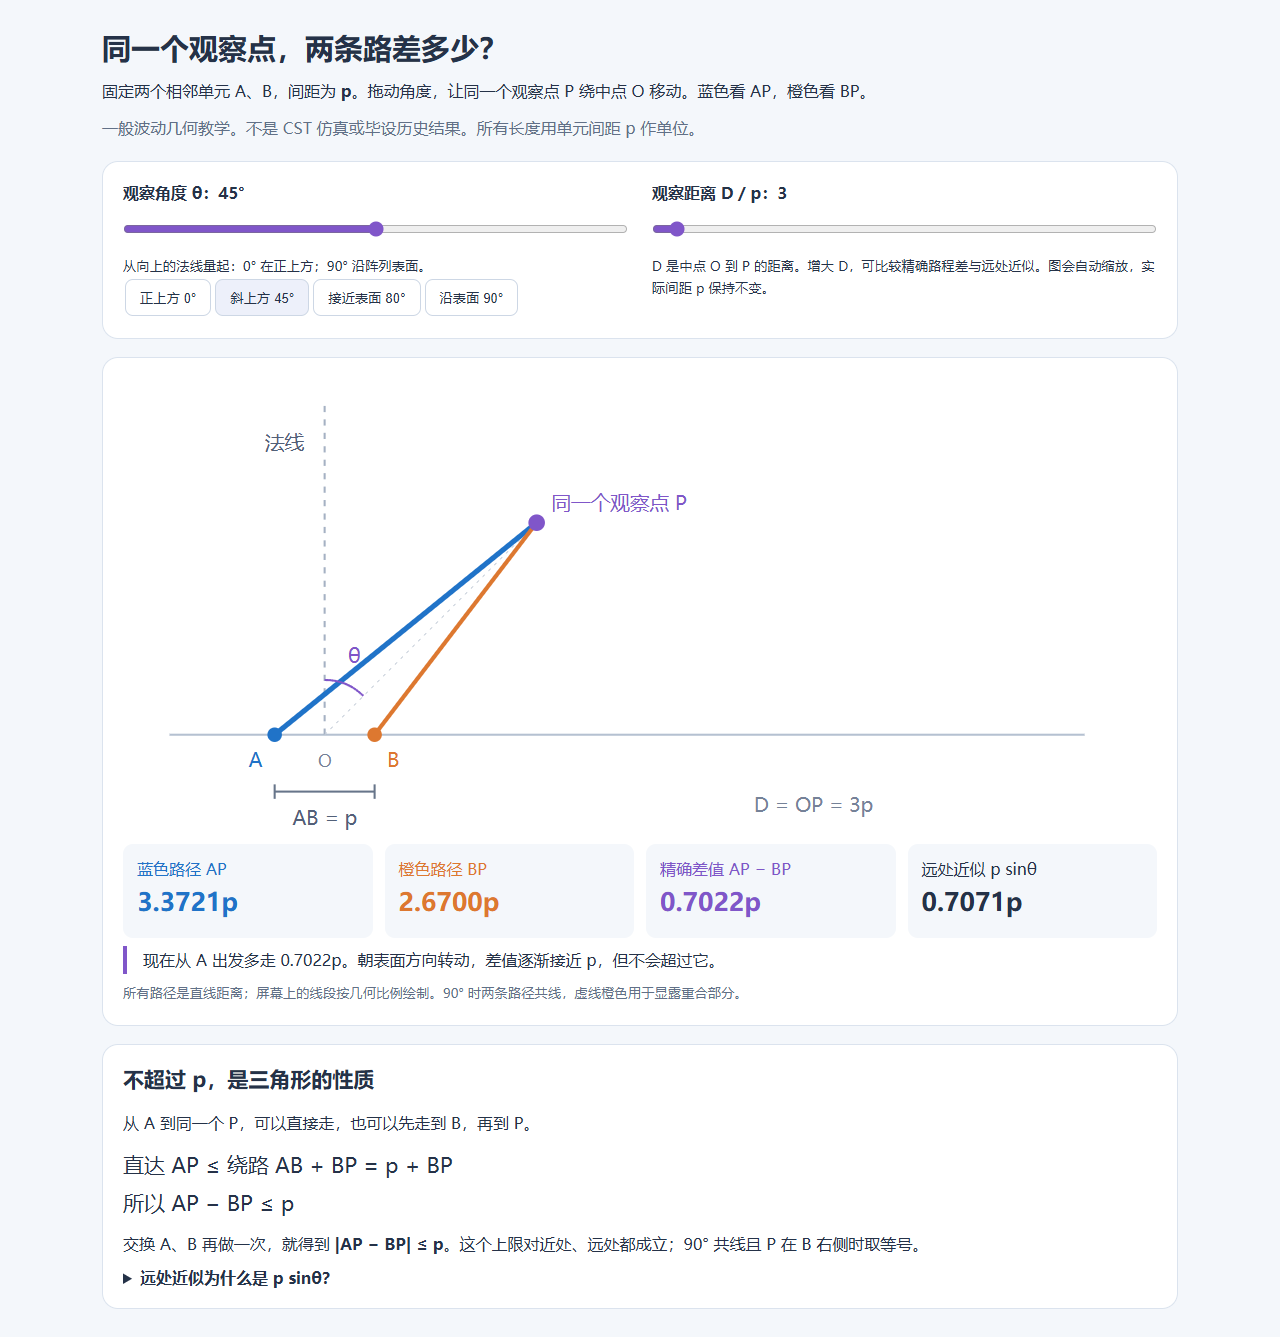 同一个观察点，两条路差多少？
固定两个相邻单元 A、B，间距为 p。拖动角度，让同一个观察点 P 绕中点 O 移动。蓝色看 AP，橙色看 BP。
一般波动几何教学。不是 CST 仿真或毕设历史结果。所有长度用单元间距 p 作单位。
观察角度 θ：45°
从向上的法线量起：0° 在正上方；90° 沿阵列表面。
正上方 0°
斜上方 45°
接近表面 80°
沿表面 90°
观察距离 D / p：3
D 是中点 O 到 P 的距离。增大 D，可比较精确路程差与远处近似。图会自动缩放，实
际间距 p 保持不变。
法线
同一个观察点 P
θ
A
O
B
AB = p
D = OP = 3p
蓝色路径 AP
3.3721p
橙色路径 BP
2.6700p
精确差值 AP − BP
0.7022p
远处近似 p sinθ
0.7071p
现在从 A 出发多走 0.7022p。朝表面方向转动，差值逐渐接近 p，但不会超过它。
所有路径是直线距离；屏幕上的线段按几何比例绘制。90° 时两条路径共线，虚线橙色用于显露重合部分。
不超过 p，是三角形的性质
从 A 到同一个 P，可以直接走，也可以先走到 B，再到 P。
直达 AP ≤ 绕路 AB + BP = p + BP
所以 AP − BP ≤ p
交换 A、B 再做一次，就得到 |AP − BP| ≤ p。这个上限对近处、远处都成立；90° 共线且 P 在 B 右侧时取等号。
▶ 远处近似为什么是 p sinθ?